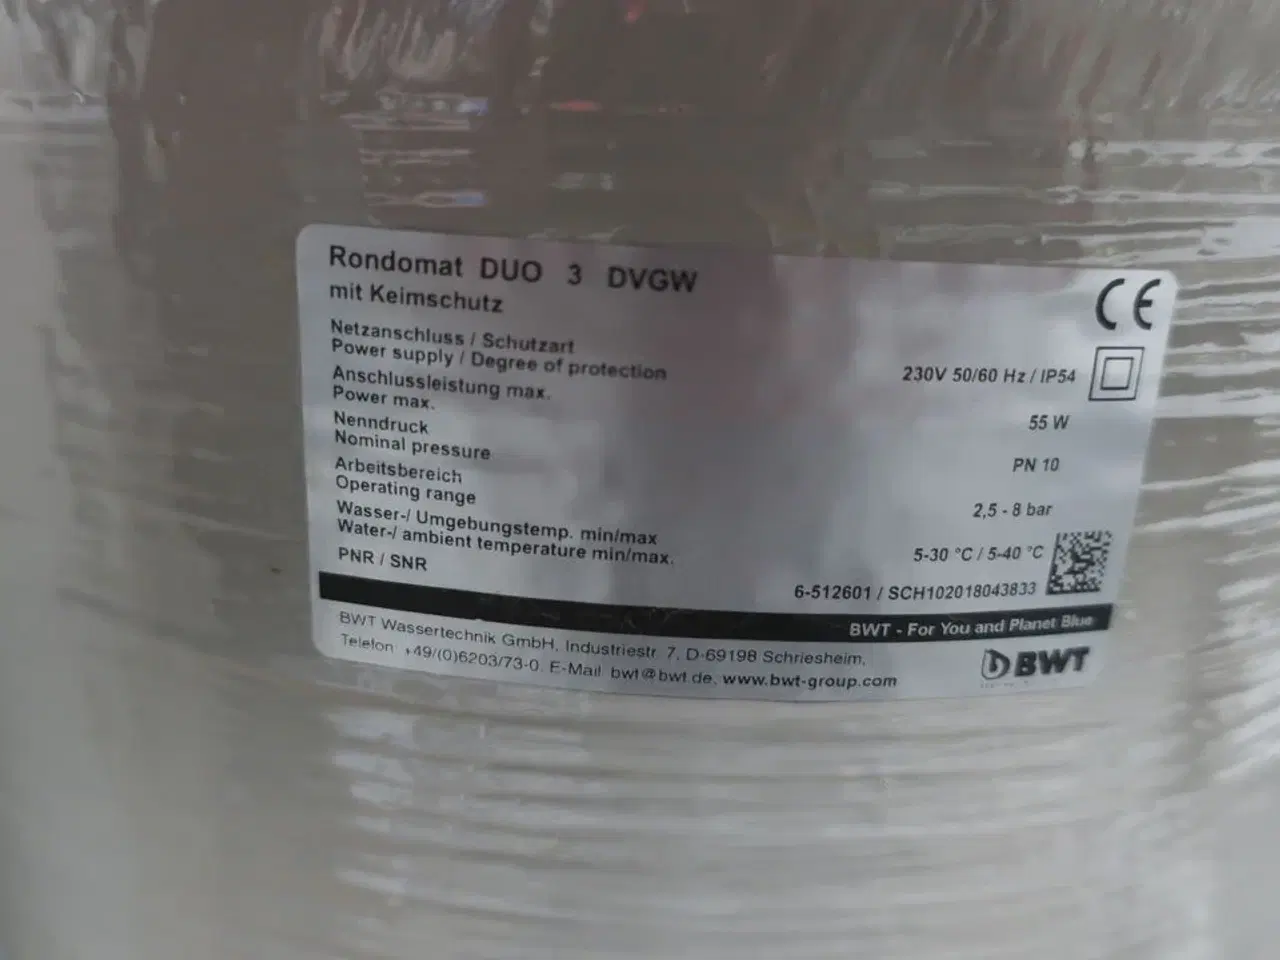 Rondomat DUO 3 DVGW
mit Keimschutz
CE
Netzanschluss / Schutzart
Power supply / Degree of protection
230V 50/60 Hz / IP54
Anschlussleistung max.
Power max.
55 W
Nenndruck
Nominal pressure
PN 10
Arbeitsbereich
Operating range
2,5 - 8 bar
Wasser-/ Umgebungstemp. min/max
Water-/ ambient temperature min/max.
5-30 °C / 5-40 °C
PNR / SNR
6-512601 / SCH102018043833
BWT - For You and Planet Blue
BWT Wassertechnik GmbH, Industriestr. 7, D-69198 Schriesheim,
Telefon: +49/(0)6203/73-0, E-Mail: bwt@bwt.de, www.bwt-group.com
BWT